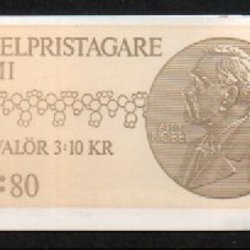 ELPRISTAGARE
MI
VALÖR 3:10 KR
:80